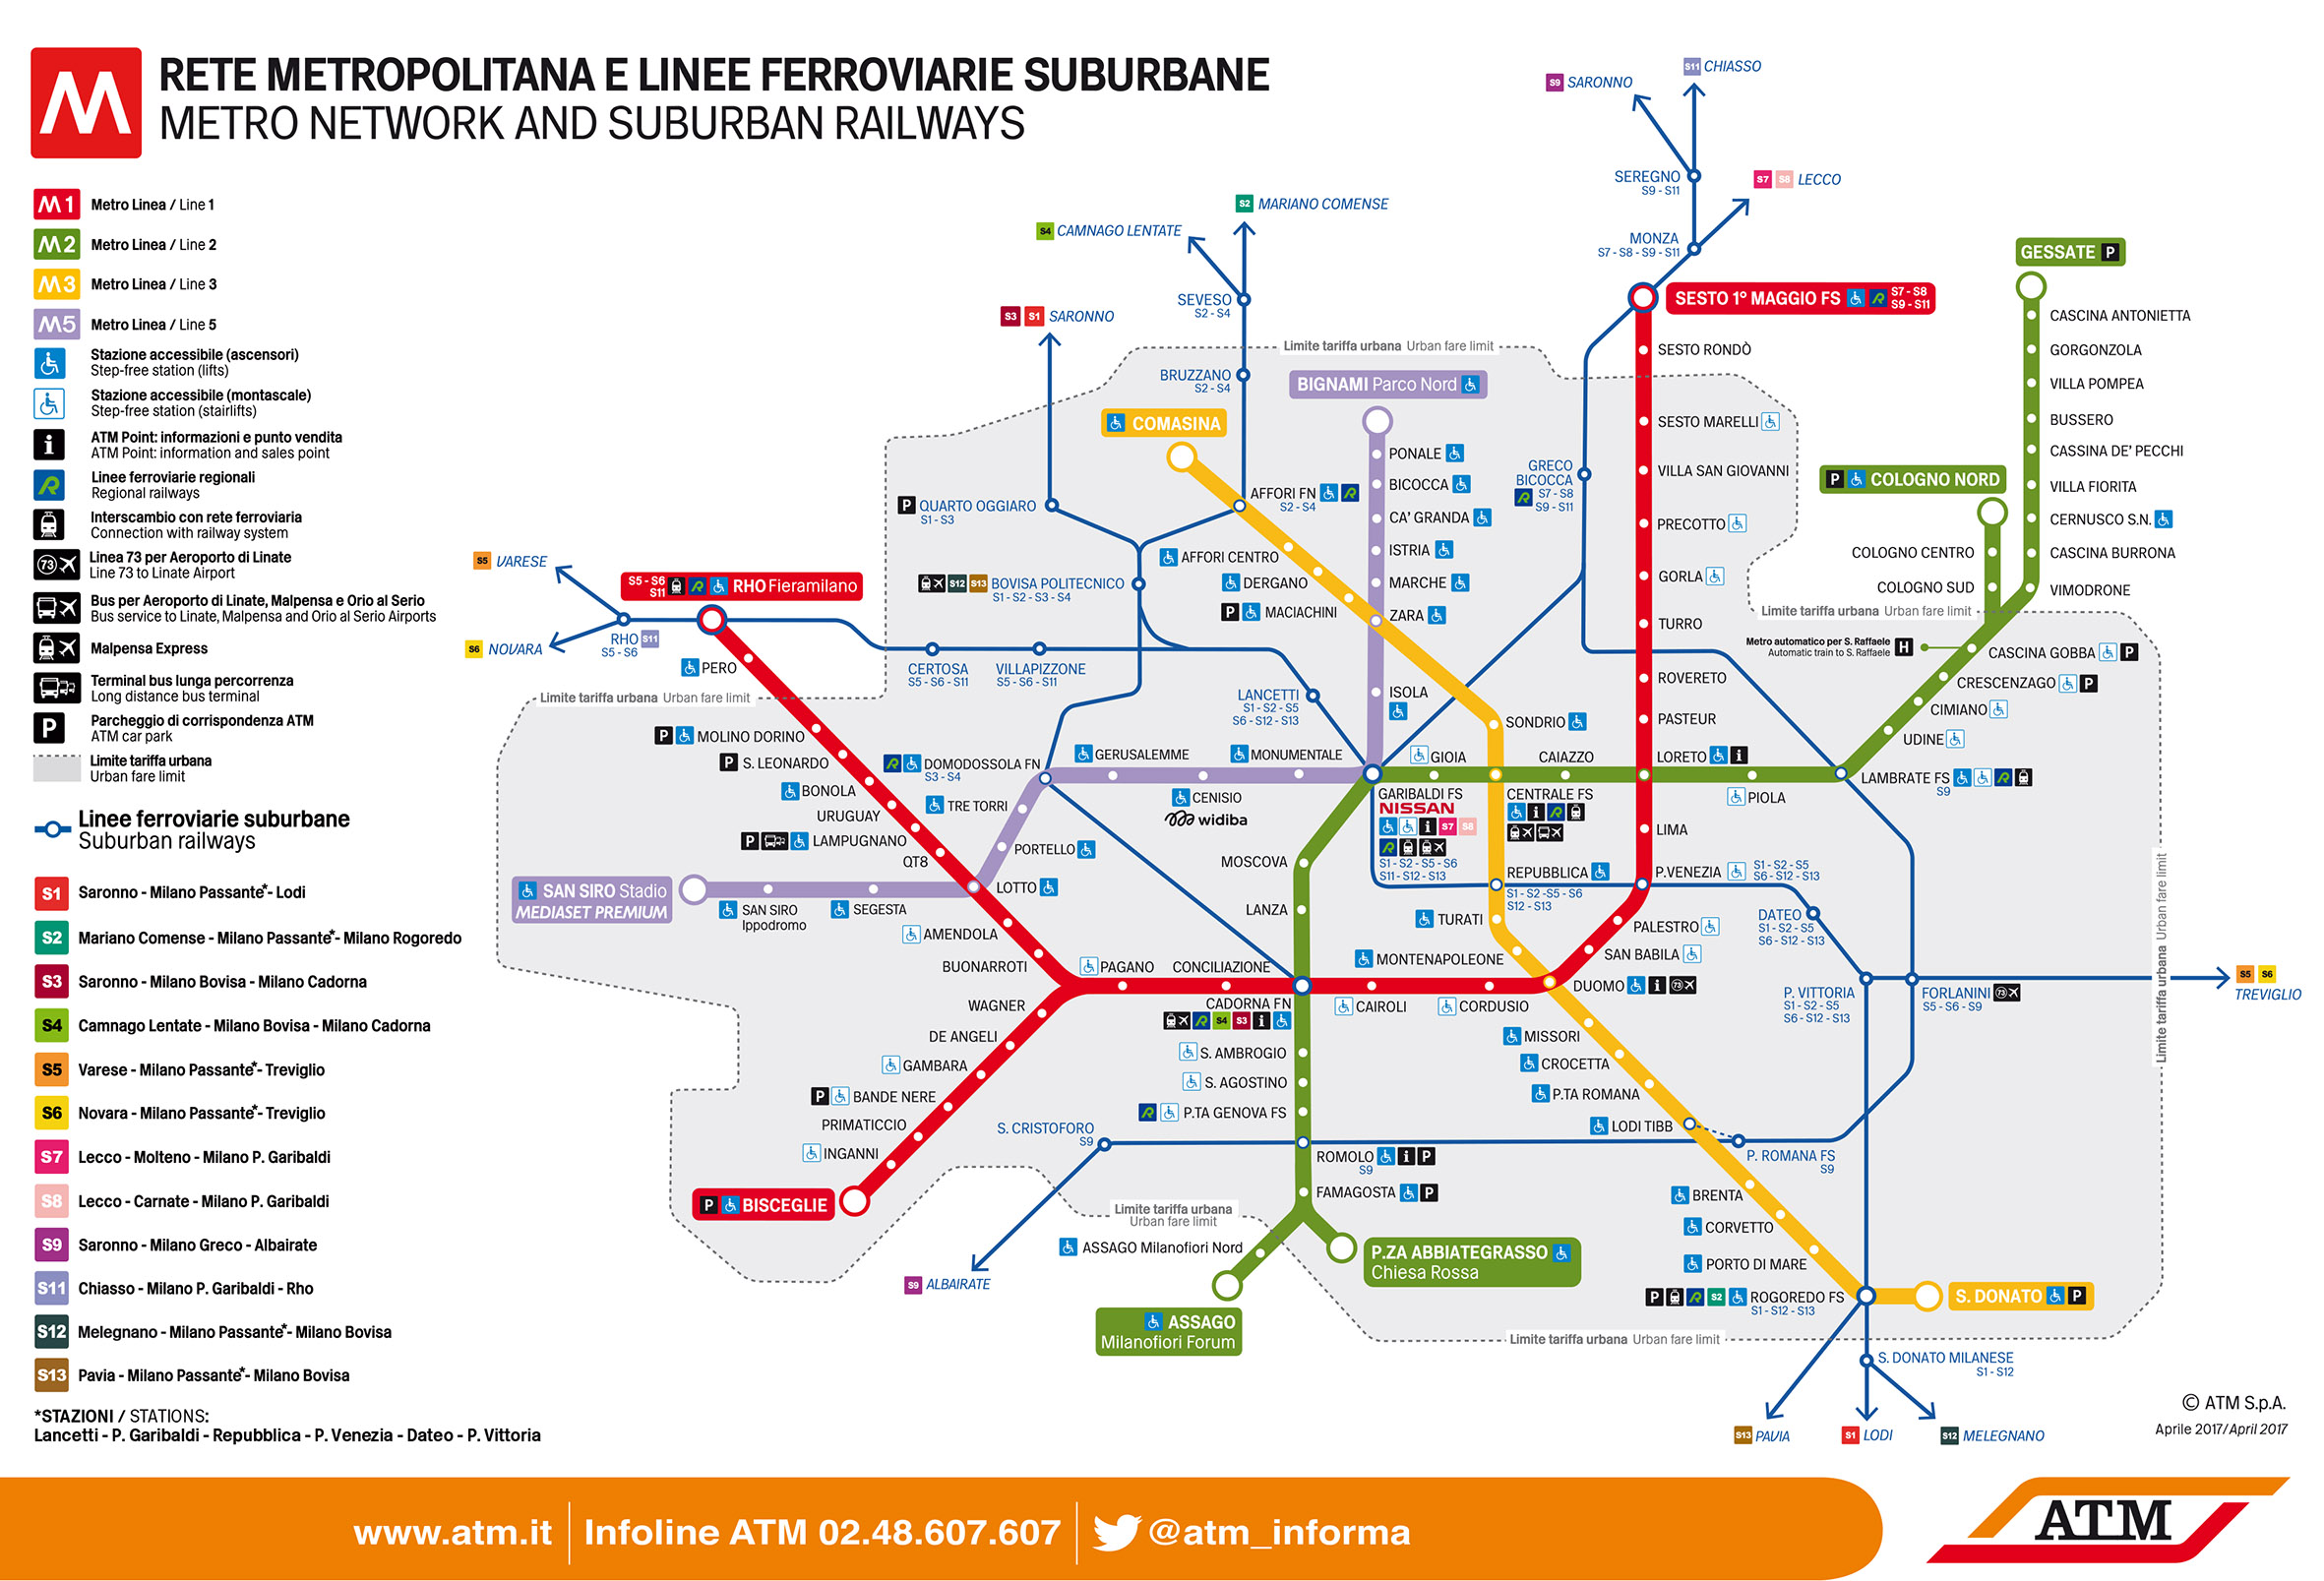 RETE METROPOLITANA E LINEE FERROVIARIE SUBURBANE
METRO NETWORK AND SUBURBAN RAILWAYS
M1 Metro Linea / Line 1
M2 Metro Linea / Line 2
M3 Metro Linea / Line 3
M5 Metro Linea / Line 5
Stazione accessibile (ascensori)
Step-free station (lifts)
Stazione accessibile (montascale)
Step-free station (stairlifts)
i ATM Point: informazioni e punto vendita
ATM Point: information and sales point
R Linee ferroviarie regionali
Regional railways
Interscambio con rete ferroviaria
Connection with railway system
73 Linea 73 per Aeroporto di Linate
Line 73 to Linate Airport
Bus per Aeroporto di Linate, Malpensa e Orio al Serio
Bus service to Linate, Malpensa and Orio al Serio Airports
Malpensa Express
Terminal bus lunga percorrenza
Long distance bus terminal
P Parcheggio di corrispondenza ATM
ATM car park
Limite tariffa urbana
Urban fare limit
Linee ferroviarie suburbane
Suburban railways
S1 Saronno - Milano Passante*- Lodi
S2 Mariano Comense - Milano Passante*- Milano Rogoredo
S3 Saronno - Milano Bovisa - Milano Cadorna
S4 Camnago Lentate - Milano Bovisa - Milano Cadorna
S5 Varese - Milano Passante*- Treviglio
S6 Novara - Milano Passante*- Treviglio
S7 Lecco - Molteno - Milano P. Garibaldi
S8 Lecco - Carnate - Milano P. Garibaldi
S9 Saronno - Milano Greco - Albairate
S11 Chiasso - Milano P. Garibaldi - Rho
S12 Melegnano - Milano Passante*- Milano Bovisa
S13 Pavia - Milano Passante*- Milano Bovisa
*STAZIONI / STATIONS:
Lancetti - P. Garibaldi - Repubblica - P. Venezia - Dateo - P. Vittoria
S9 SARONNO
S11 CHIASSO
SEREGNO
S9 - S11
S7 S8 LECCO
MONZA
S7 - S8 - S9 - S11
S2 MARIANO COMENSE
S4 CAMNAGO LENTATE
SEVESO
S2 - S4
S3 S1 SARONNO
BRUZZANO
S2 - S4
Limite tariffa urbana Urban fare limit
SESTO 1° MAGGIO FS R S7 - S8
S9 - S11
SESTO RONDÒ
SESTO MARELLI
VILLA SAN GIOVANNI
PRECOTTO
GORLA
TURRO
ROVERETO
PASTEUR
LORETO i
LIMA
P.VENEZIA S1 - S2 - S5
S6 - S12 - S13
PALESTRO
SAN BABILA
DUOMO i 73
CORDUSIO
CAIROLI
CADORNA FN
R S4 S3 i
CONCILIAZIONE
PAGANO
BUONARROTI
AMENDOLA
LOTTO
QT8
P LAMPUGNANO
URUGUAY
BONOLA
P S. LEONARDO
P MOLINO DORINO
PERO
S5 - S6
S11 R RHO Fieramilano
WAGNER
DE ANGELI
GAMBARA
P BANDE NERE
PRIMATICCIO
INGANNI
P BISCEGLIE
GESSATE P
CASCINA ANTONIETTA
GORGONZOLA
VILLA POMPEA
BUSSERO
CASSINA DE' PECCHI
VILLA FIORITA
CERNUSCO S.N.
CASCINA BURRONA
VIMODRONE
P COLOGNO NORD
COLOGNO CENTRO
COLOGNO SUD
Limite tariffa urbana Urban fare limit
Metro automatico per S. Raffaele
Automatic train to S. Raffaele H
CASCINA GOBBA P
CRESCENZAGO P
CIMIANO
UDINE
LAMBRATE FS R
S9
PIOLA
CAIAZZO
CENTRALE FS
i R
GIOIA
GARIBALDI FS
NISSAN
i S7 S8
R
S1 - S2 - S5 - S6
S11 - S12 - S13
MOSCOVA
LANZA
S. AMBROGIO
S. AGOSTINO
R P.TA GENOVA FS
ROMOLO i P
S9
FAMAGOSTA P
P.ZA ABBIATEGRASSO
Chiesa Rossa
ASSAGO Milanofiori Nord
ASSAGO
Milanofiori Forum
COMASINA
AFFORI FN R
S2 - S4
AFFORI CENTRO
DERGANO
P MACIACHINI
ZARA
SONDRIO
REPUBBLICA
S1 - S2 -S5 - S6
S12 - S13
TURATI
MONTENAPOLEONE
MISSORI
CROCETTA
P.TA ROMANA
LODI TIBB
BRENTA
CORVETTO
PORTO DI MARE
P R S2 ROGOREDO FS
S1 - S12 - S13
S. DONATO P
BIGNAMI Parco Nord
PONALE
BICOCCA
CA' GRANDA
ISTRIA
MARCHE
ISOLA
MONUMENTALE
CENISIO
widiba
GERUSALEMME
R DOMODOSSOLA FN
S3 - S4
TRE TORRI
PORTELLO
SEGESTA
SAN SIRO
Ippodromo
SAN SIRO Stadio
MEDIASET PREMIUM
GRECO
BICOCCA
R S7 - S8
S9 - S11
P QUARTO OGGIARO
S1 - S3
S12 S13 BOVISA POLITECNICO
S1 - S2 - S3 - S4
S5 VARESE
S6 NOVARA
RHO S11
S5 - S6
CERTOSA
S5 - S6 - S11
VILLAPIZZONE
S5 - S6 - S11
LANCETTI
S1 - S2 - S5
S6 - S12 - S13
Limite tariffa urbana Urban fare limit
DATEO
S1 - S2 - S5
S6 - S12 - S13
P. VITTORIA
S1 - S2 - S5
S6 - S12 - S13
FORLANINI 73
S5 - S6 - S9
S5 S6
TREVIGLIO
Limite tariffa urbana Urban fare limit
P. ROMANA FS
S9
S. CRISTOFORO
S9
S9 ALBAIRATE
Limite tariffa urbana
Urban fare limit
Limite tariffa urbana Urban fare limit
S. DONATO MILANESE
S1 - S12
S13 PAVIA
S1 LODI
S12 MELEGNANO
© ATM S.p.A.
Aprile 2017/April 2017
www.atm.it | Infoline ATM 02.48.607.607 | @atm_informa
ATM